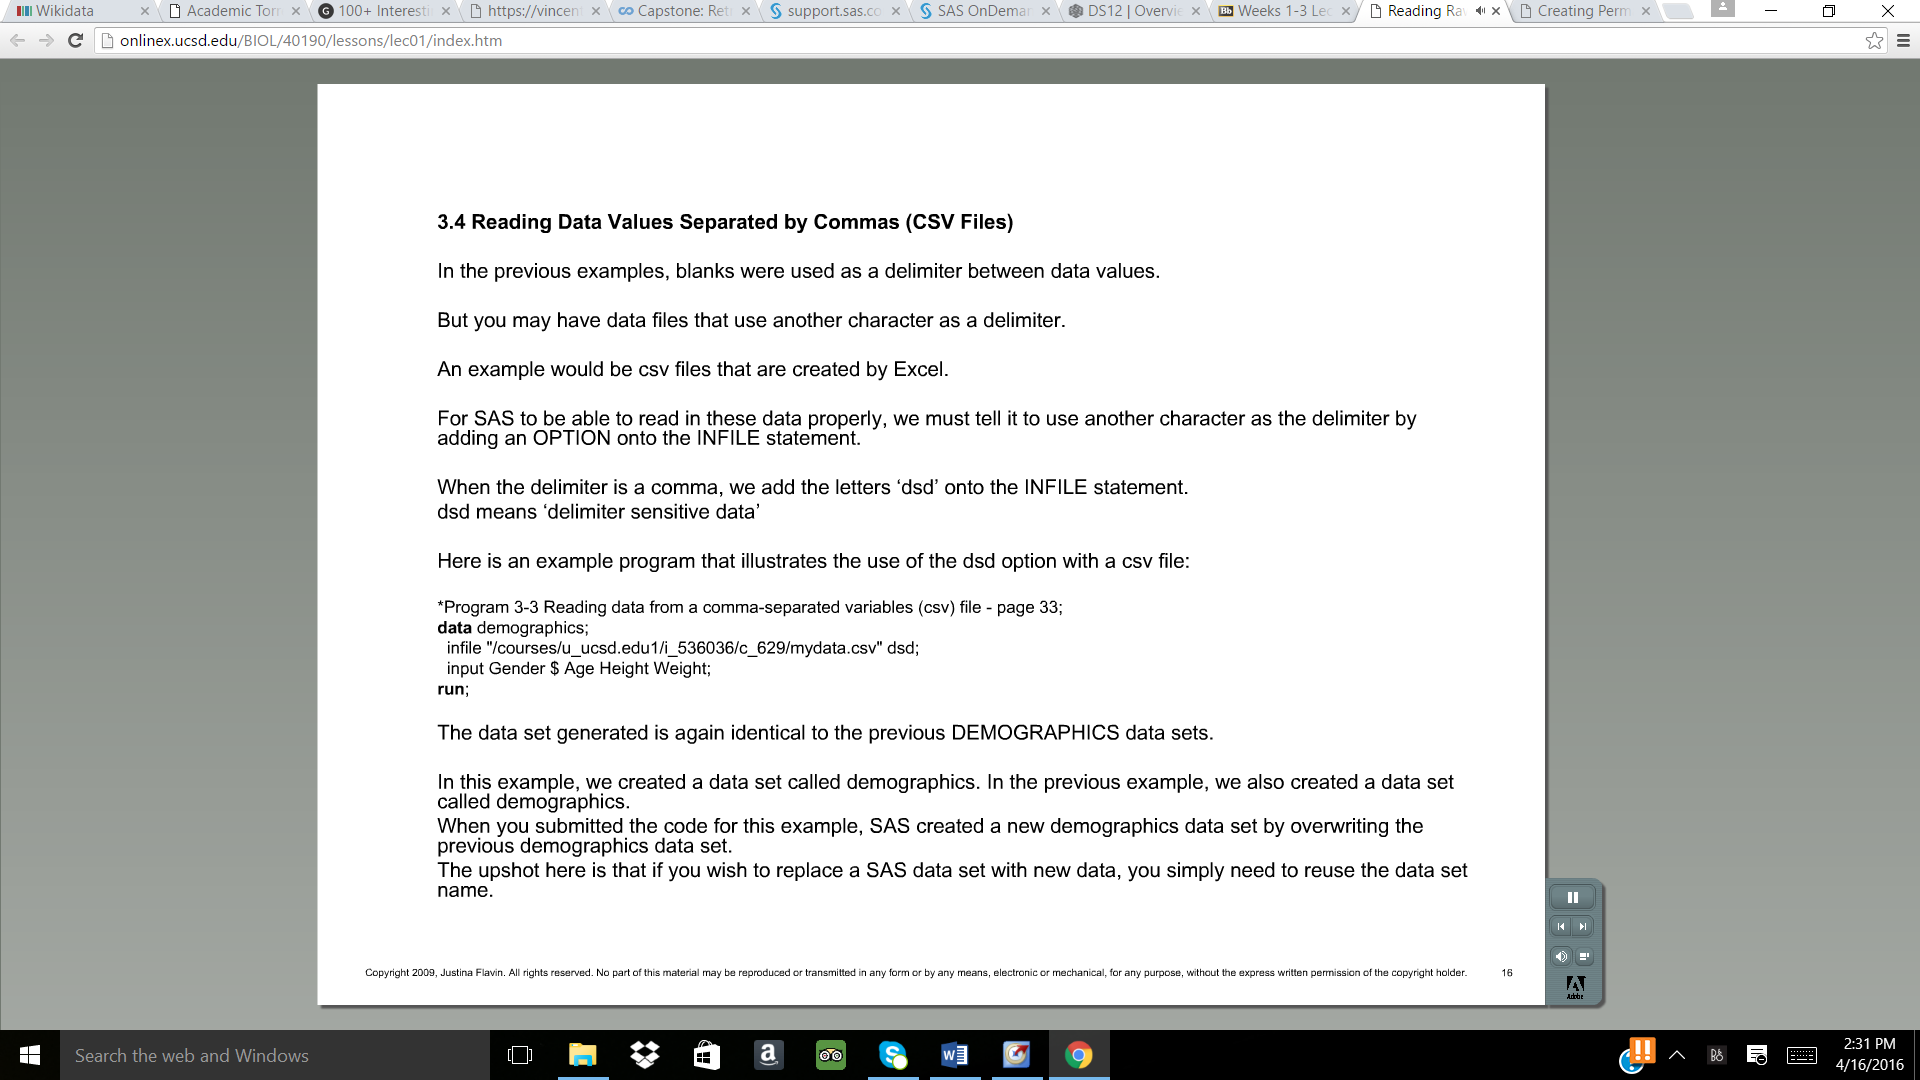 Wikidata
Academic Torr
100+ Interesti
https://vincen
Capstone: Ret
support.sas.co
SAS OnDemar
DS12 | Overvie
Weeks 1-3 Lec
Reading Ra
Creating Perm
onlinex.ucsd.edu/BIOL/40190/lessons/lec01/index.htm
3.4 Reading Data Values Separated by Commas (CSV Files)
In the previous examples, blanks were used as a delimiter between data values.
But you may have data files that use another character as a delimiter.
An example would be csv files that are created by Excel.
For SAS to be able to read in these data properly, we must tell it to use another character as the delimiter by
adding an OPTION onto the INFILE statement.
When the delimiter is a comma, we add the letters ‘dsd’ onto the INFILE statement.
dsd means ‘delimiter sensitive data’
Here is an example program that illustrates the use of the dsd option with a csv file:
*Program 3-3 Reading data from a comma-separated variables (csv) file - page 33;
data demographics;
infile "/courses/u_ucsd.edu1/i_536036/c_629/mydata.csv" dsd;
input Gender $ Age Height Weight;
run;
The data set generated is again identical to the previous DEMOGRAPHICS data sets.
In this example, we created a data set called demographics. In the previous example, we also created a data set
called demographics.
When you submitted the code for this example, SAS created a new demographics data set by overwriting the
previous demographics data set.
The upshot here is that if you wish to replace a SAS data set with new data, you simply need to reuse the data set
name.
Copyright 2009, Justina Flavin. All rights reserved. No part of this material may be reproduced or transmitted in any form or by any means, electronic or mechanical, for any purpose, without the express written permission of the copyright holder.
16
Adobe
Search the web and Windows
2:31 PM
4/16/2016